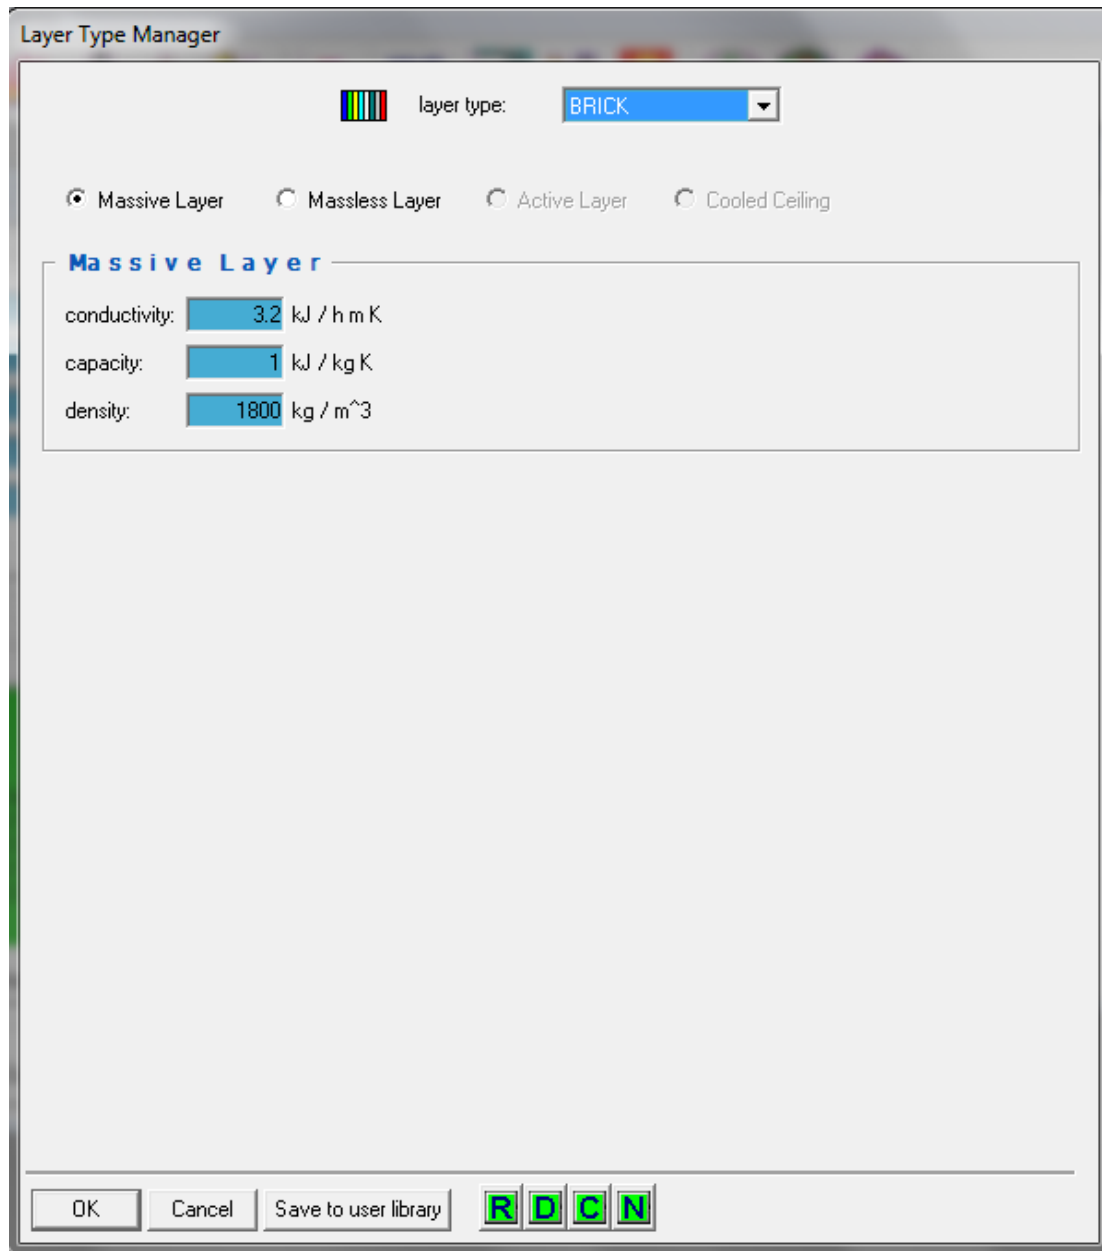 Layer Type Manager
layer type: BRICK
Massive Layer Massless Layer Active Layer Cooled Ceiling
Massive Layer
conductivity: 3.2 kJ / h m K
capacity: 1 kJ / kg K
density: 1800 kg / m^3
OK Cancel Save to user library R D C N